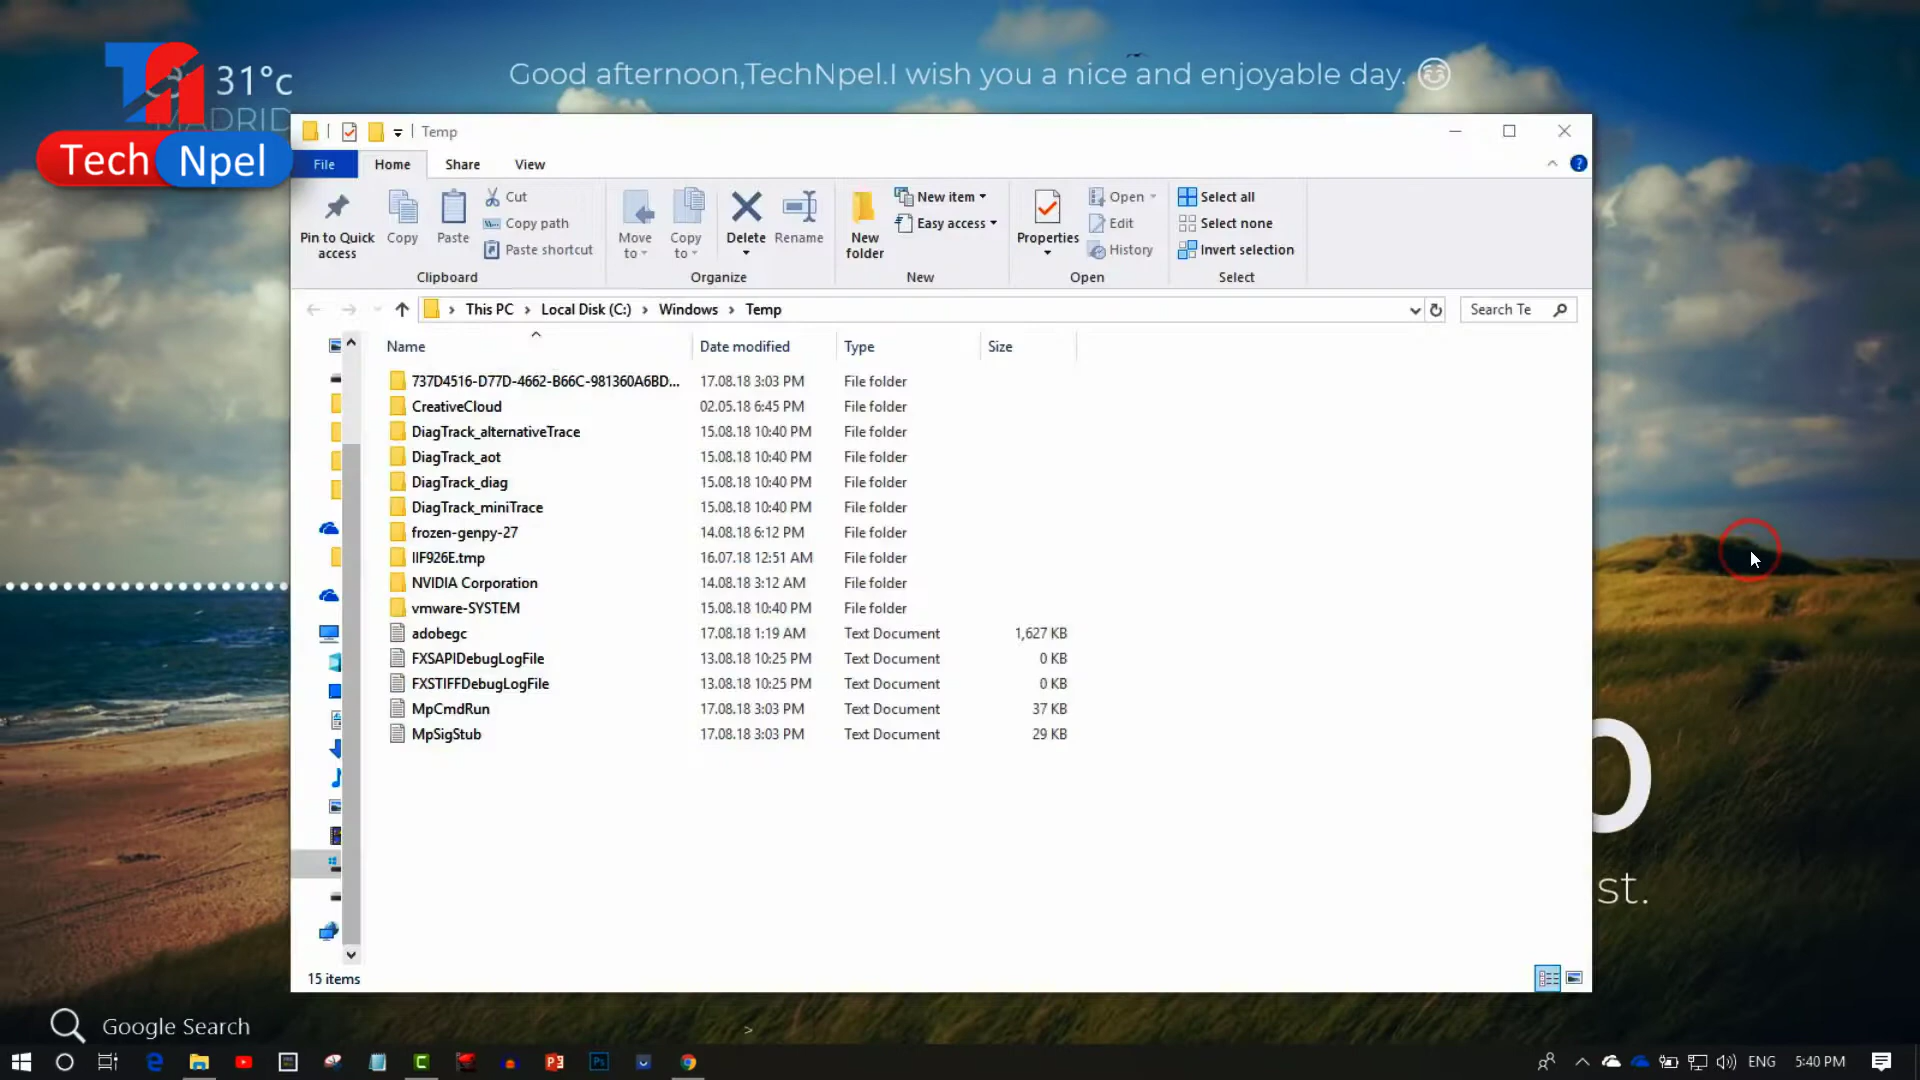 31°c
MADRID
Tech Npel
Good afternoon,TechNpel.I wish you a nice and enjoyable day.
Temp
File Home Share View
Pin to Quick access
Copy
Paste
Cut
Copy path
Paste shortcut
Clipboard
Move to
Copy to
Delete
Rename
Organize
New folder
New item
Easy access
New
Properties
Open
Edit
History
Open
Select all
Select none
Invert selection
Select
This PC > Local Disk (C:) > Windows > Temp
Search Te
Name Date modified Type Size
737D4516-D77D-4662-B66C-981360A6BD... 17.08.18 3:03 PM File folder
CreativeCloud 02.05.18 6:45 PM File folder
DiagTrack_alternativeTrace 15.08.18 10:40 PM File folder
DiagTrack_aot 15.08.18 10:40 PM File folder
DiagTrack_diag 15.08.18 10:40 PM File folder
DiagTrack_miniTrace 15.08.18 10:40 PM File folder
frozen-genpy-27 14.08.18 6:12 PM File folder
IIF926E.tmp 16.07.18 12:51 AM File folder
NVIDIA Corporation 14.08.18 3:12 AM File folder
vmware-SYSTEM 15.08.18 10:40 PM File folder
adobegc 17.08.18 1:19 AM Text Document 1,627 KB
FXSAPIDebugLogFile 13.08.18 10:25 PM Text Document 0 KB
FXSTIFFDebugLogFile 13.08.18 10:25 PM Text Document 0 KB
MpCmdRun 17.08.18 3:03 PM Text Document 37 KB
MpSigStub 17.08.18 3:03 PM Text Document 29 KB
0
st.
15 items
Google Search
>
ENG 5:40 PM